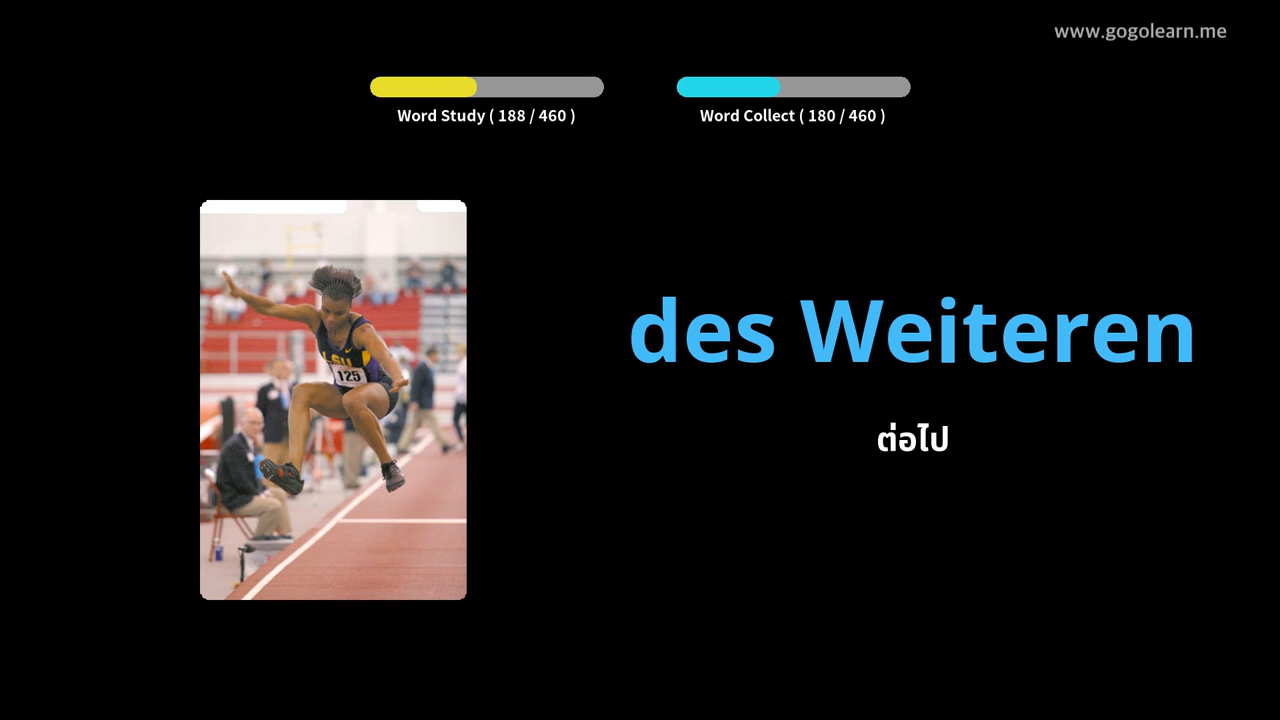 www.gogolearn.me
Word Study ( 188 / 460 )
Word Collect ( 180 / 460 )
LSU
125
des Weiteren
ต่อไป